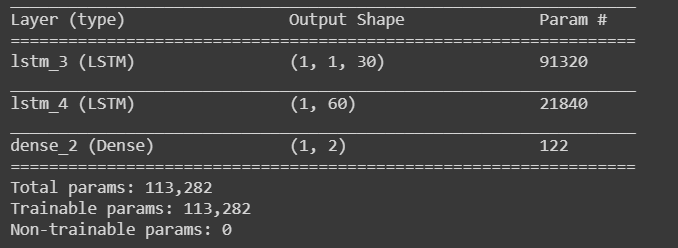 Layer (type) Output Shape Param #
lstm_3 (LSTM) (1, 1, 30) 91320
lstm_4 (LSTM) (1, 60) 21840
dense_2 (Dense) (1, 2) 122
Total params: 113,282
Trainable params: 113,282
Non-trainable params: 0